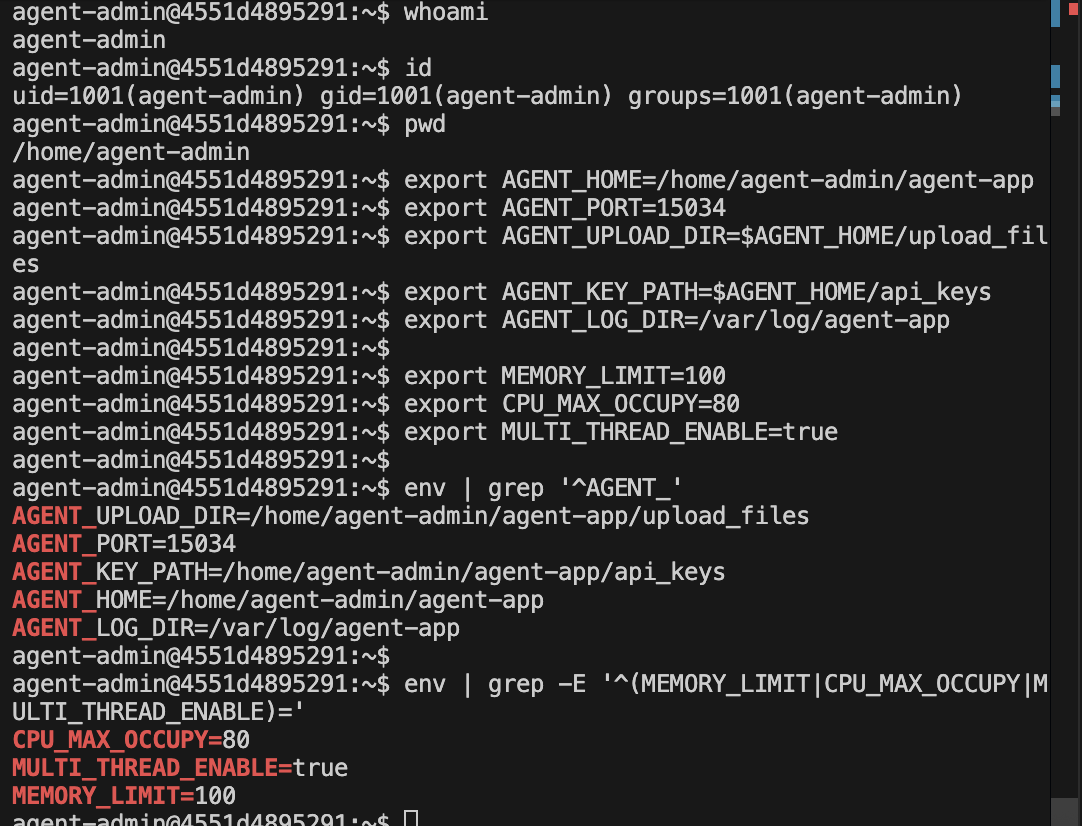 agent-admin@4551d4895291:~$ whoami
agent-admin
agent-admin@4551d4895291:~$ id
uid=1001(agent-admin) gid=1001(agent-admin) groups=1001(agent-admin)
agent-admin@4551d4895291:~$ pwd
/home/agent-admin
agent-admin@4551d4895291:~$ export AGENT_HOME=/home/agent-admin/agent-app
agent-admin@4551d4895291:~$ export AGENT_PORT=15034
agent-admin@4551d4895291:~$ export AGENT_UPLOAD_DIR=$AGENT_HOME/upload_fil
es
agent-admin@4551d4895291:~$ export AGENT_KEY_PATH=$AGENT_HOME/api_keys
agent-admin@4551d4895291:~$ export AGENT_LOG_DIR=/var/log/agent-app
agent-admin@4551d4895291:~$
agent-admin@4551d4895291:~$ export MEMORY_LIMIT=100
agent-admin@4551d4895291:~$ export CPU_MAX_OCCUPY=80
agent-admin@4551d4895291:~$ export MULTI_THREAD_ENABLE=true
agent-admin@4551d4895291:~$
agent-admin@4551d4895291:~$ env | grep '^AGENT_'
AGENT_UPLOAD_DIR=/home/agent-admin/agent-app/upload_files
AGENT_PORT=15034
AGENT_KEY_PATH=/home/agent-admin/agent-app/api_keys
AGENT_HOME=/home/agent-admin/agent-app
AGENT_LOG_DIR=/var/log/agent-app
agent-admin@4551d4895291:~$
agent-admin@4551d4895291:~$ env | grep -E '^(MEMORY_LIMIT|CPU_MAX_OCCUPY|M
ULTI_THREAD_ENABLE)='
CPU_MAX_OCCUPY=80
MULTI_THREAD_ENABLE=true
MEMORY_LIMIT=100
agent-admin@4551d4895291:~$